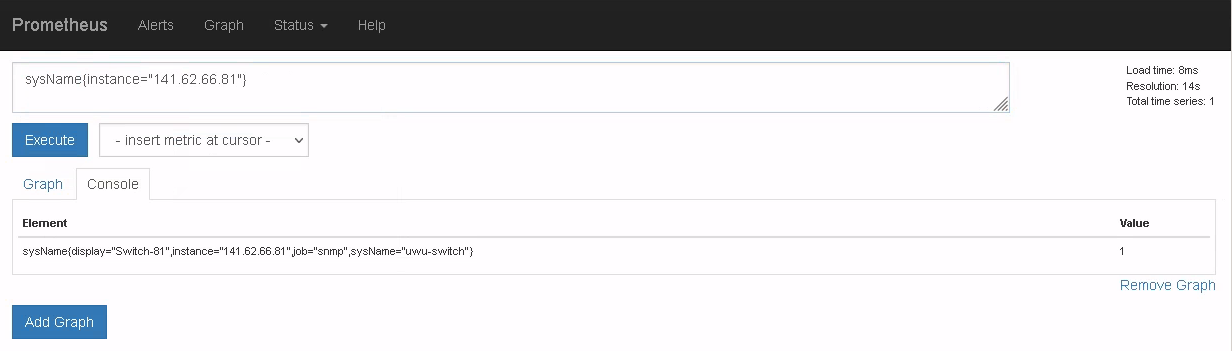 Prometheus Alerts Graph Status Help
sysName{instance="141.62.66.81"}
Load time: 8ms
Resolution: 14s
Total time series: 1
Execute - insert metric at cursor -
Graph Console
Element Value
sysName{display="Switch-81",instance="141.62.66.81",job="snmp",sysName="uwu-switch"} 1
Remove Graph
Add Graph